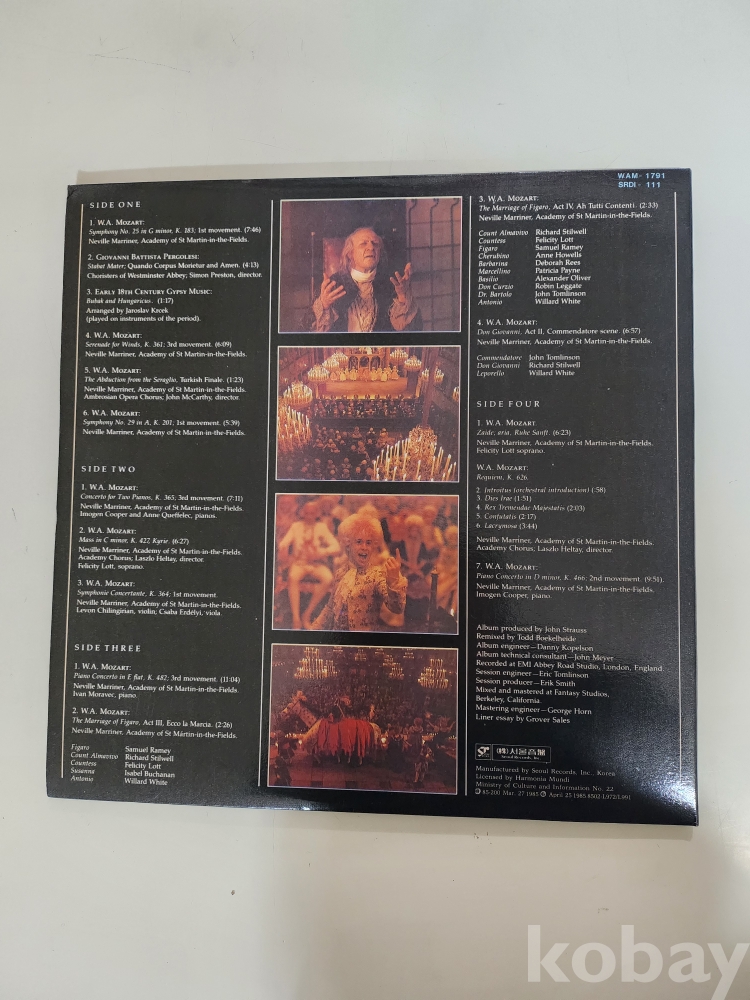 WAM- 1791
SRDI- 111
SIDE ONE
1. W.A. MOZART:
Symphony No. 25 in G minor, K. 183; 1st movement. (7:46)
Neville Marriner, Academy of St Martin-in-the-Fields.
2. GIOVANNI BATTISTA PERGOLESI:
Stabat Mater; Quando Corpus Morietur and Amen. (4:13)
Choristers of Westminster Abbey; Simon Preston, director.
3. EARLY 18TH CENTURY GYPSY MUSIC:
Bubak and Hungaricus. (1:17)
Arranged by Jaroslav Krcek
(played on instruments of the period).
4. W.A. MOZART:
Serenade for Winds, K. 361; 3rd movement. (6:09)
Neville Marriner, Academy of St Martin-in-the-Fields.
5. W.A. MOZART:
The Abduction from the Seraglio, Turkish Finale. (1:23)
Neville Marriner, Academy of St Martin-in-the-Fields.
Ambrosian Opera Chorus; John McCarthy, director.
6. W.A. MOZART:
Symphony No. 29 in A, K. 201; 1st movement. (5:39)
Neville Marriner, Academy of St Martin-in-the-Fields.
SIDE TWO
1. W.A. MOZART:
Concerto for Two Pianos, K. 365; 3rd movement. (7:11)
Neville Marriner, Academy of St Martin-in-the-Fields.
Imogen Cooper and Anne Queffelec, pianos.
2. W.A. MOZART:
Mass in C minor, K. 427, Kyrie. (6:27)
Neville Marriner, Academy of St Martin-in-the-Fields.
Academy Chorus; Laszlo Heltay, director.
Felicity Lott, soprano.
3. W.A. MOZART:
Symphonie Concertante, K. 364; 1st movement.
Neville Marriner, Academy of St Martin-in-the-Fields.
Levon Chilingirian, violin; Csaba Erdélyi, viola.
SIDE THREE
1. W.A. MOZART:
Piano Concerto in E flat, K. 482; 3rd movement. (11:04)
Neville Marriner, Academy of St Martin-in-the-Fields.
Ivan Moravec, piano.
2. W.A. MOZART:
The Marriage of Figaro, Act III, Ecco la Marcia. (2:26)
Neville Marriner, Academy of St Martin-in-the-Fields.
Figaro Samuel Ramey
Count Almavivo Richard Stilwell
Countess Felicity Lott
Susanna Isabel Buchanan
Antonio Willard White
3. W.A. MOZART:
The Marriage of Figaro, Act IV, Ah Tutti Contenti. (2:33)
Neville Marriner, Academy of St Martin-in-the-Fields.
Count Almavivo Richard Stilwell
Countess Felicity Lott
Figaro Samuel Ramey
Cherubino Anne Howells
Barbarina Deborah Rees
Marcellino Patricia Payne
Basilio Alexander Oliver
Don Curzio Robin Leggate
Dr. Bartolo John Tomlinson
Antonio Willard White
4. W.A. MOZART:
Don Giovanni, Act II, Commendatore scene. (6:57)
Neville Marriner, Academy of St Martin-in-the-Fields.
Commendatore John Tomlinson
Don Giovanni Richard Stilwell
Leporello Willard White
SIDE FOUR
1. W.A. MOZART
Zaide; aria, Ruhe Sanft. (6:23)
Neville Marriner, Academy of St Martin-in-the-Fields.
Felicity Lott soprano.
W.A. MOZART:
Requiem, K. 626.
2. Introitus (orchestral introduction) (:58)
3. Dies Irae (1:51)
4. Rex Tremendae Majestatis (2:03)
5. Confutatis (2:17)
6. Lacrymosa (3:44)
Neville Marriner, Academy of St Martin-in-the-Fields.
Academy Chorus; Laszlo Heltay, director.
7. W.A. MOZART:
Piano Concerto in D minor, K. 466; 2nd movement. (9:51).
Neville Marriner, Academy of St Martin-in-the-Fields.
Imogen Cooper, piano.
Album produced by John Strauss
Remixed by Todd Boekelheide
Album engineer—Danny Kopelson
Album technical consultant—John Meyer
Recorded at EMI Abbey Road Studio, London, England.
Session engineer—Eric Tomlinson
Session producer—Erik Smith
Mixed and mastered at Fantasy Studios,
Berkeley, California.
Mastering engineer—George Horn
Liner essay by Grover Sales
(株)서울音盤
Seoul Records, Inc.
Manufactured by Seoul Records, Inc., Korea
Licensed by Harmonia Mundi
Ministry of Culture and Information No. 22
85-200 Mar. 27 1985 April 25 1985 8502-L972/L991
kobay